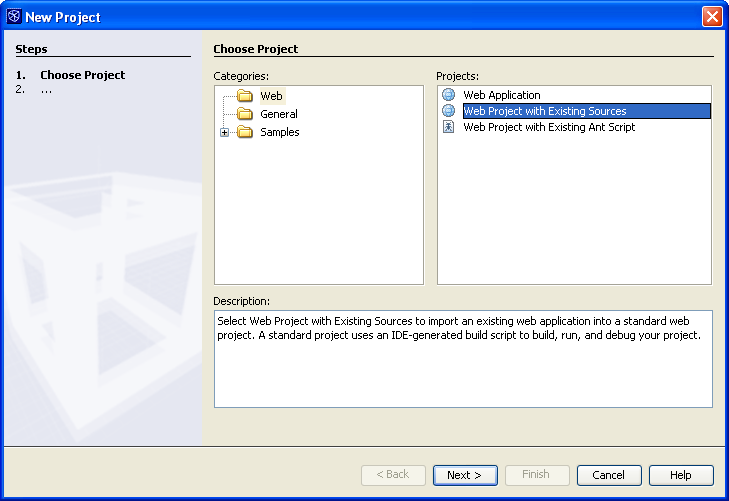 New Project
Steps
1. Choose Project
2. ...
Choose Project
Categories:
Web
General
Samples
Projects:
Web Application
Web Project with Existing Sources
Web Project with Existing Ant Script
Description:
Select Web Project with Existing Sources to import an existing web application into a standard web
project. A standard project uses an IDE-generated build script to build, run, and debug your project.
< Back
Next >
Finish
Cancel
Help